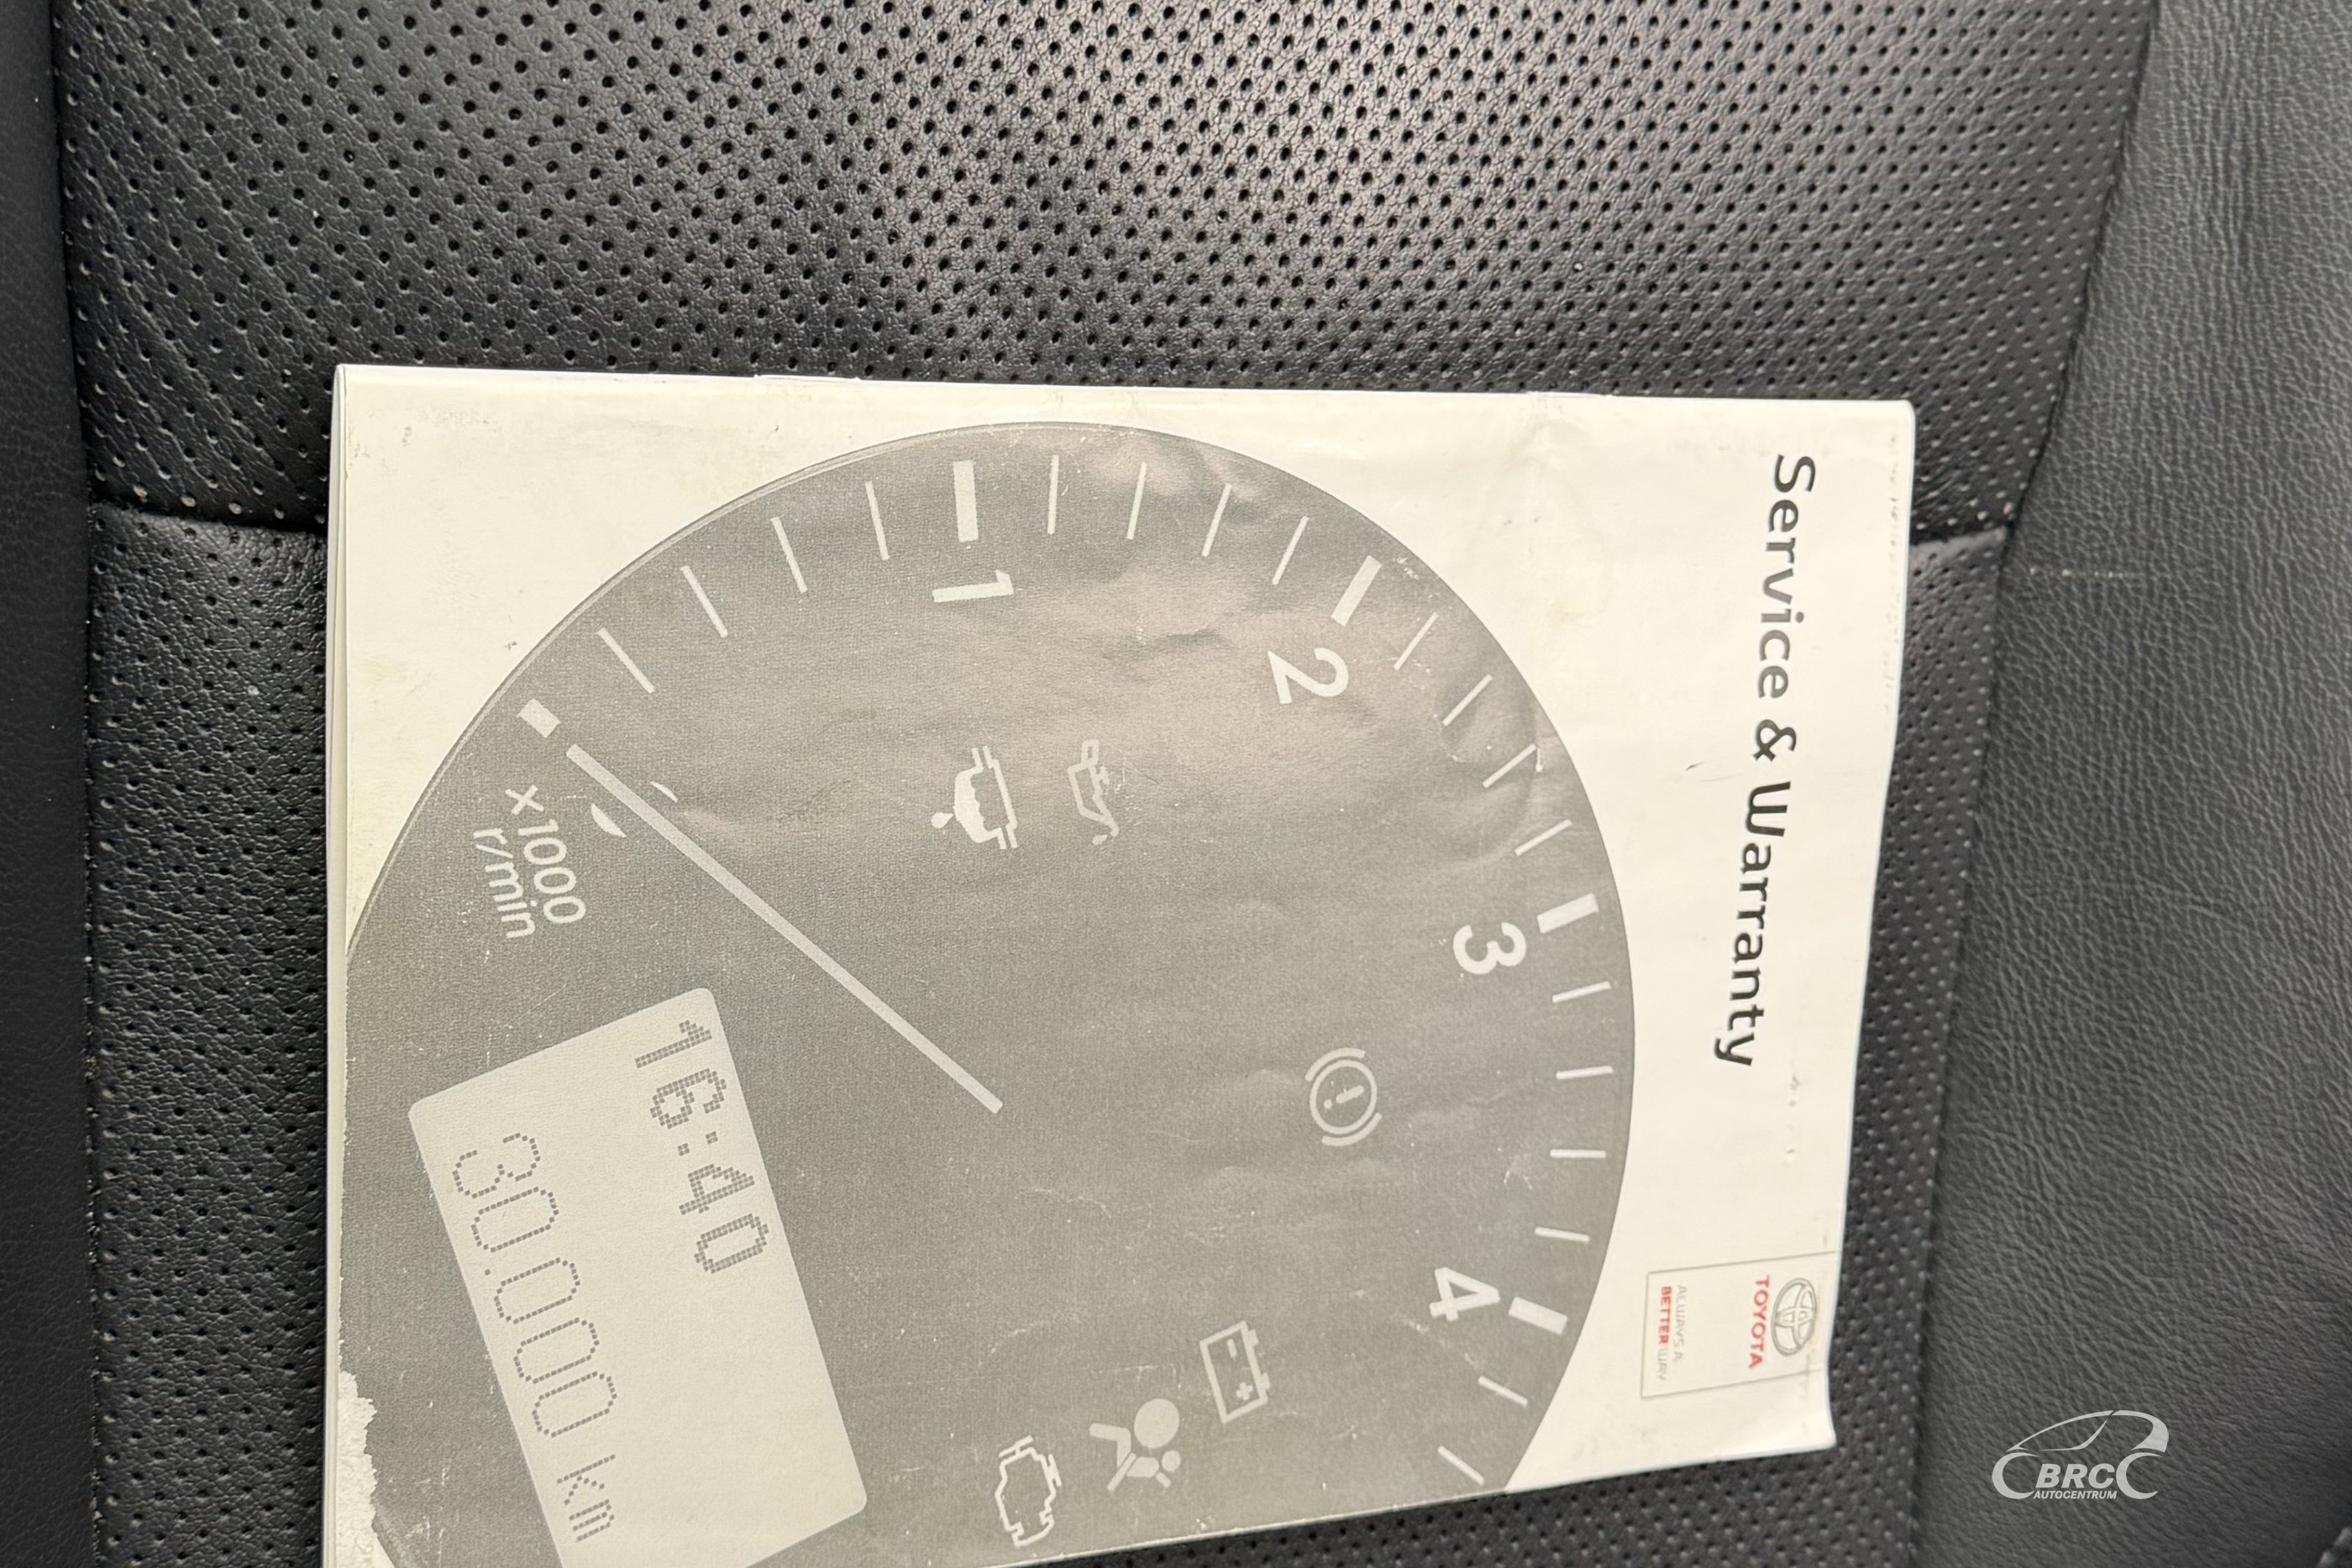 Service & Warranty
TOYOTA
ALWAYS A
BETTER WAY
1
2
3
4
x1000
r/min
16:40
30.000 km
BRC
AUTOCENTRUM